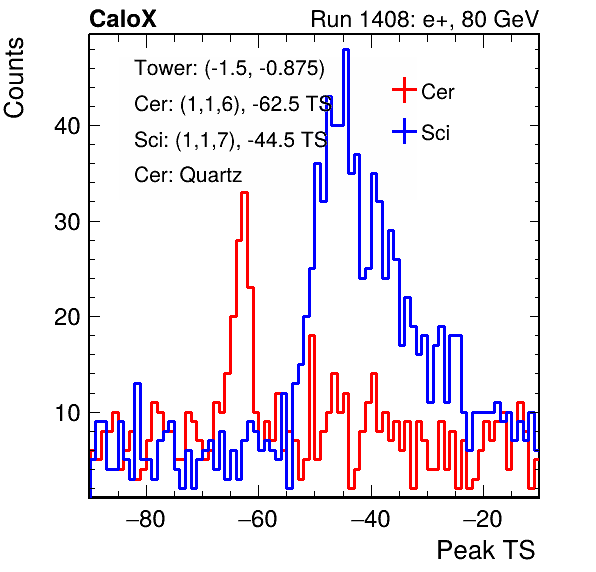 CaloX Run 1408: e+, 80 GeV
Counts
Tower: (-1.5, -0.875)
Cer: (1,1,6), -62.5 TS
Sci: (1,1,7), -44.5 TS
Cer: Quartz
Cer
Sci
40
30
20
10
−80 −60 −40 −20
Peak TS